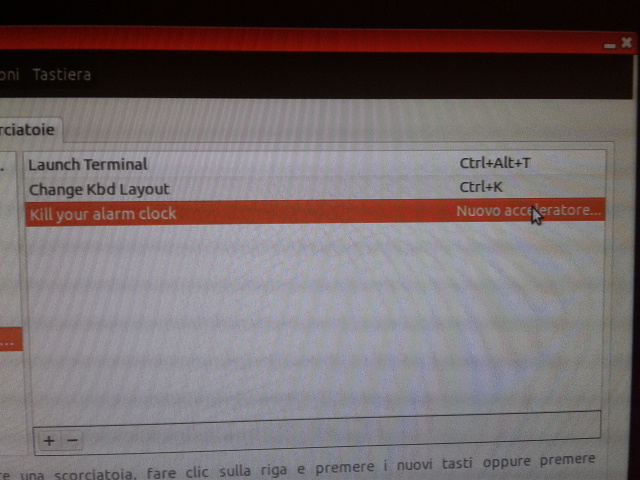 oni Tastiera
rciatoie
Launch Terminal Ctrl+Alt+T
Change Kbd Layout Ctrl+K
Kill your alarm clock Nuovo acceleratore...
...
+ −
re una scorciatoia, fare clic sulla riga e premere i nuovi tasti oppure premere